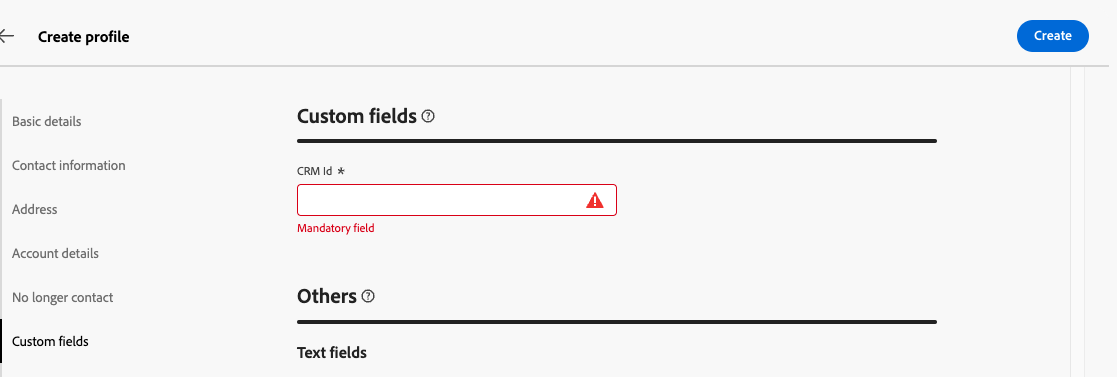 Create profile
Create
Basic details
Contact information
Address
Account details
No longer contact
Custom fields
Custom fields
CRM Id *
Mandatory field
Others
Text fields